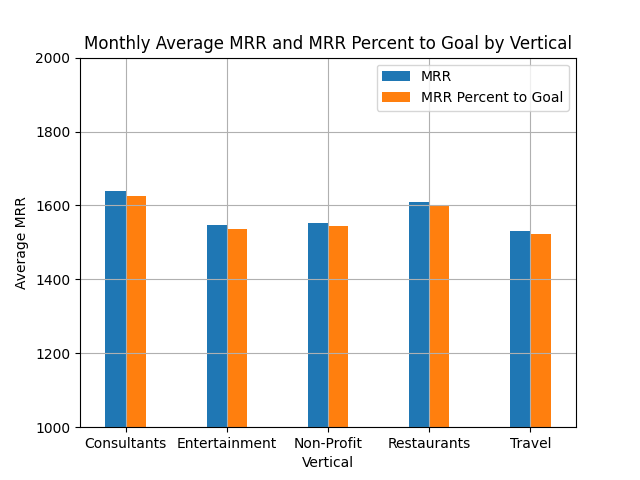 Monthly Average MRR and MRR Percent to Goal by Vertical
MRR
MRR Percent to Goal
2000
1800
1600
1400
1200
1000
Average MRR
Consultants Entertainment Non-Profit Restaurants Travel
Vertical